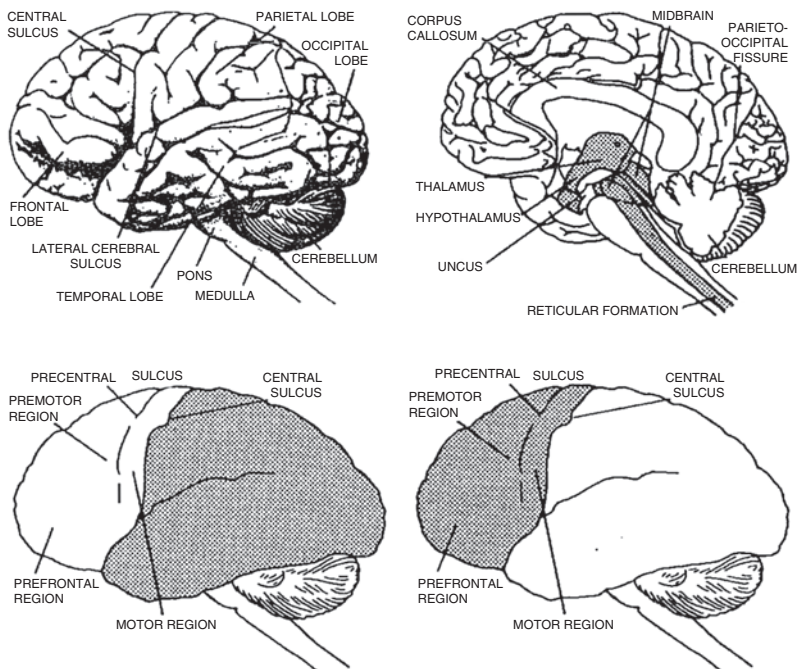 CENTRAL
SULCUS
PARIETAL LOBE
OCCIPITAL
LOBE
FRONTAL
LOBE
LATERAL CEREBRAL
SULCUS
TEMPORAL LOBE
PONS
MEDULLA
CEREBELLUM
CORPUS
CALLOSUM
MIDBRAIN
PARIETO-
OCCIPITAL
FISSURE
THALAMUS
HYPOTHALAMUS
UNCUS
CEREBELLUM
RETICULAR FORMATION
PRECENTRAL SULCUS
PREMOTOR
REGION
CENTRAL
SULCUS
PREFRONTAL
REGION
MOTOR REGION
PRECENTRAL SULCUS
PREMOTOR
REGION
CENTRAL
SULCUS
PREFRONTAL
REGION
MOTOR REGION